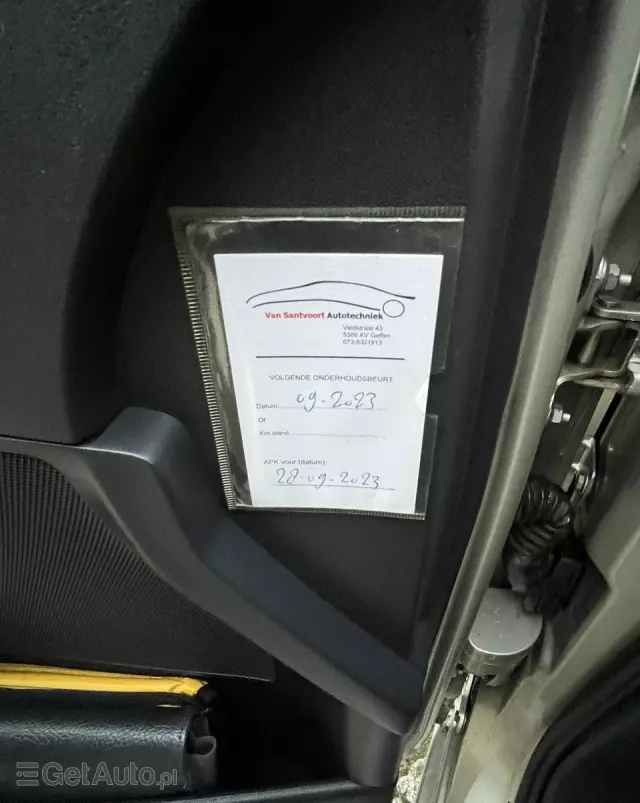 Van Santvoort Autotechniek
Veldstraat 43
5386 KV Geffen
073-5321913
VOLGENDE ONDERHOUDSBEURT
Datum: 09-2023
Of
Km.stand:
APK voor (datum):
28-09-2023
GetAuto.pl